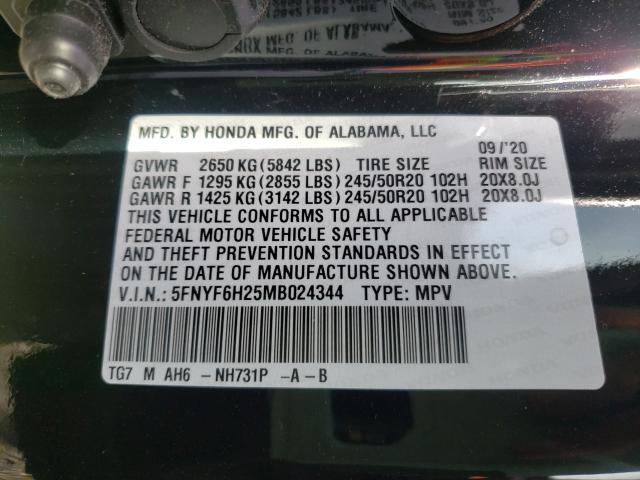 MFD. BY HONDA MFG. OF ALABAMA, LLC
09/'20
GVWR 2650 KG (5842 LBS) TIRE SIZE RIM SIZE
GAWR F 1295 KG (2855 LBS) 245/50R20 102H 20X8.0J
GAWR R 1425 KG (3142 LBS) 245/50R20 102H 20X8.0J
THIS VEHICLE CONFORMS TO ALL APPLICABLE
FEDERAL MOTOR VEHICLE SAFETY
AND THEFT PREVENTION STANDARDS IN EFFECT
ON THE DATE OF MANUFACTURE SHOWN ABOVE.
V.I.N.: 5FNYF6H25MB024344 TYPE: MPV
TG7 M AH6 -NH731P -A-B